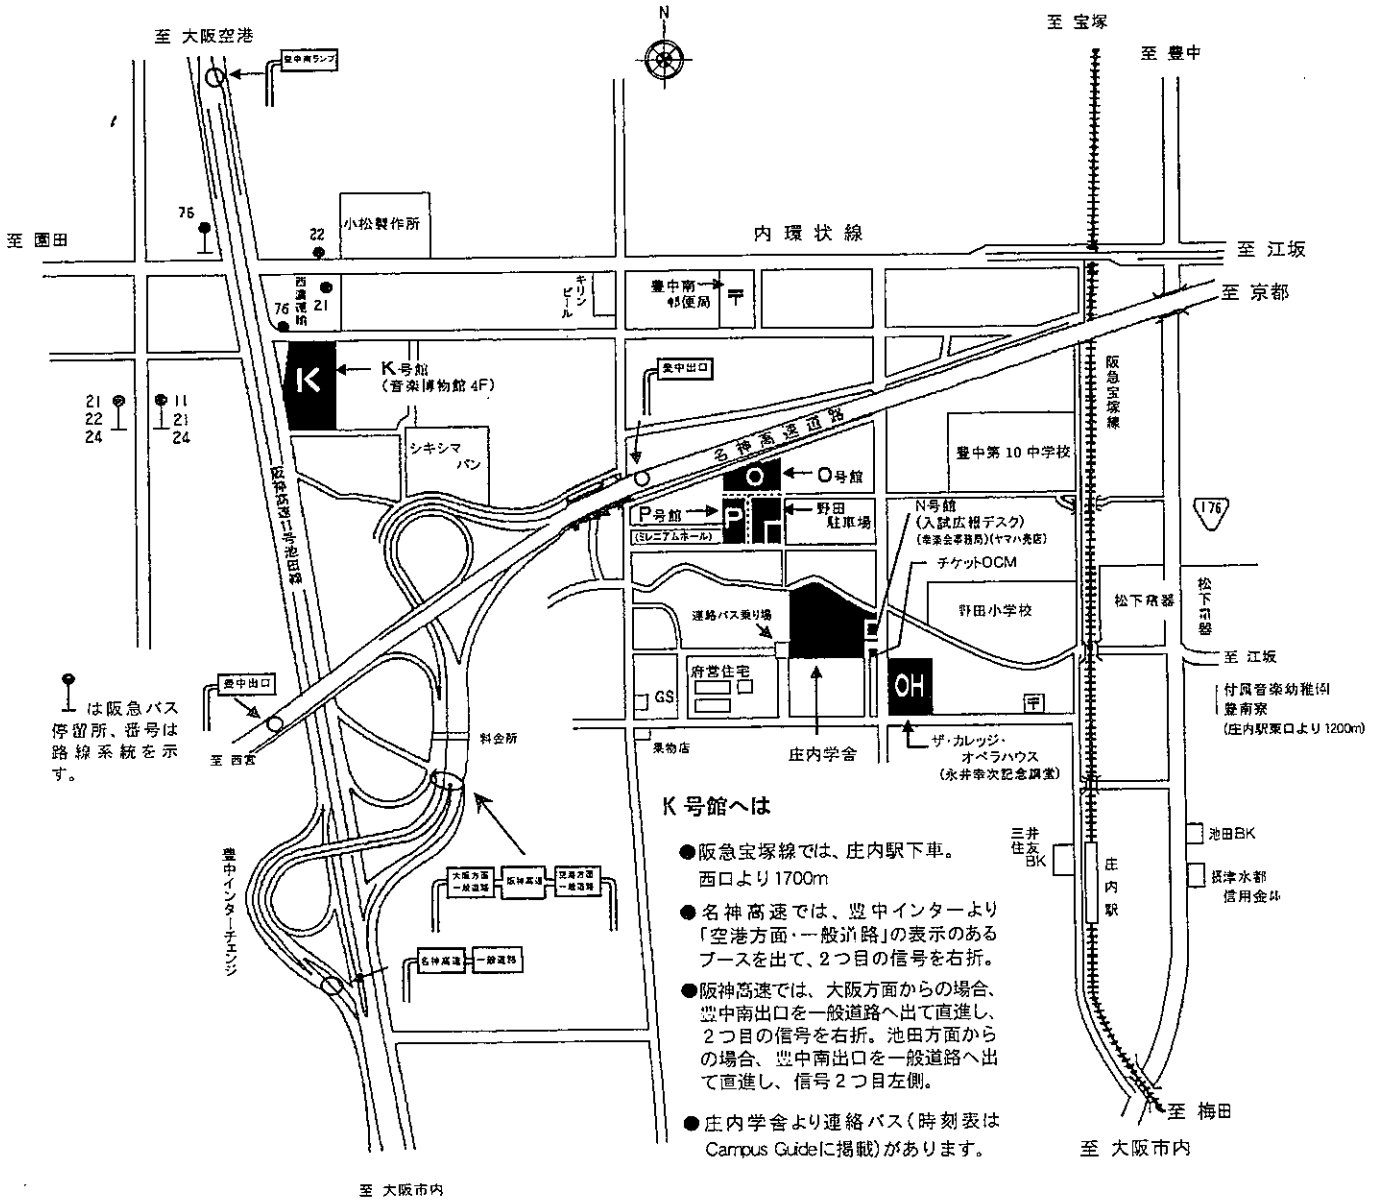 N
至 大阪空港
至 宝塚
至 豊中
豊中南ランプ
76
22
小松製作所
内環状線
至 園田
至 江坂
至 京都
西濃運輸
21
76
キリン
ビール
豊中南
郵便局
〒
K
K号館
(音楽博物館 4F)
豊中出口
阪急宝塚線
21
22
24
11
21
24
シキシマ
パン
名神高速道路
豊中第10中学校
O
O号館
P号館
(ミレニアムホール)
P
野田
駐車場
N号館
(入試広報デスク)
(幸楽会事務局)(ヤマハ売店)
チケットOCM
176
阪神高速11号池田線
野田小学校
松下電器
松下電器
連絡バス乗り場
府営住宅
GS
OH
〒
至 江坂
付属音楽幼稚園
豊南寮
(庄内駅東口より1200m)
豊中出口
は阪急バス
停留所、番号は
路線系統を示
す。
至 西宮
料金所
果物店
庄内学舎
ザ・カレッジ・
オペラハウス
(永井幸次記念講堂)
K 号館へは
●阪急宝塚線では、庄内駅下車。
西口より1700m
●名神高速では、豊中インターより
「空港方面・一般道路」の表示のある
ブースを出て、2つ目の信号を右折。
●阪神高速では、大阪方面からの場合、
豊中南出口を一般道路へ出て直進し、
2つ目の信号を右折。池田方面から
の場合、豊中南出口を一般道路へ出
て直進し、信号2つ目左側。
●庄内学舎より連絡バス(時刻表は
Campus Guideに掲載)があります。
三井
住友
BK
庄内駅
池田BK
摂津水都
信用金庫
豊中インターチェンジ
大阪方面
一般道路
阪神高速
空港方面
一般道路
名神高速
一般道路
至 梅田
至 大阪市内
至 大阪市内